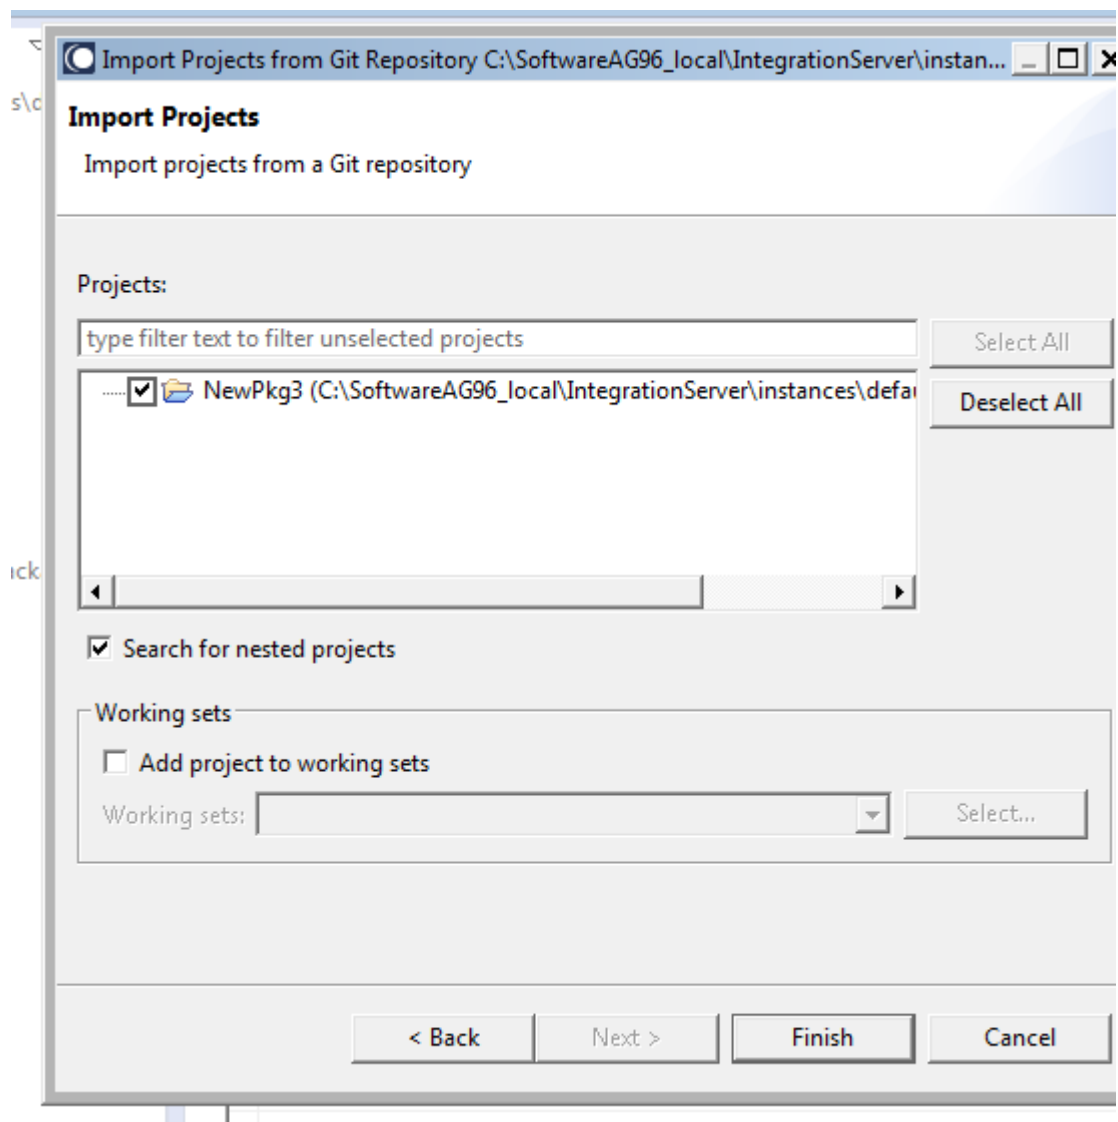 Import Projects from Git Repository C:\SoftwareAG96_local\IntegrationServer\instan...
Import Projects
Import projects from a Git repository
Projects:
type filter text to filter unselected projects
Select All
NewPkg3 (C:\SoftwareAG96_local\IntegrationServer\instances\defau
Deselect All
Search for nested projects
Working sets
Add project to working sets
Working sets:
Select...
< Back
Next >
Finish
Cancel